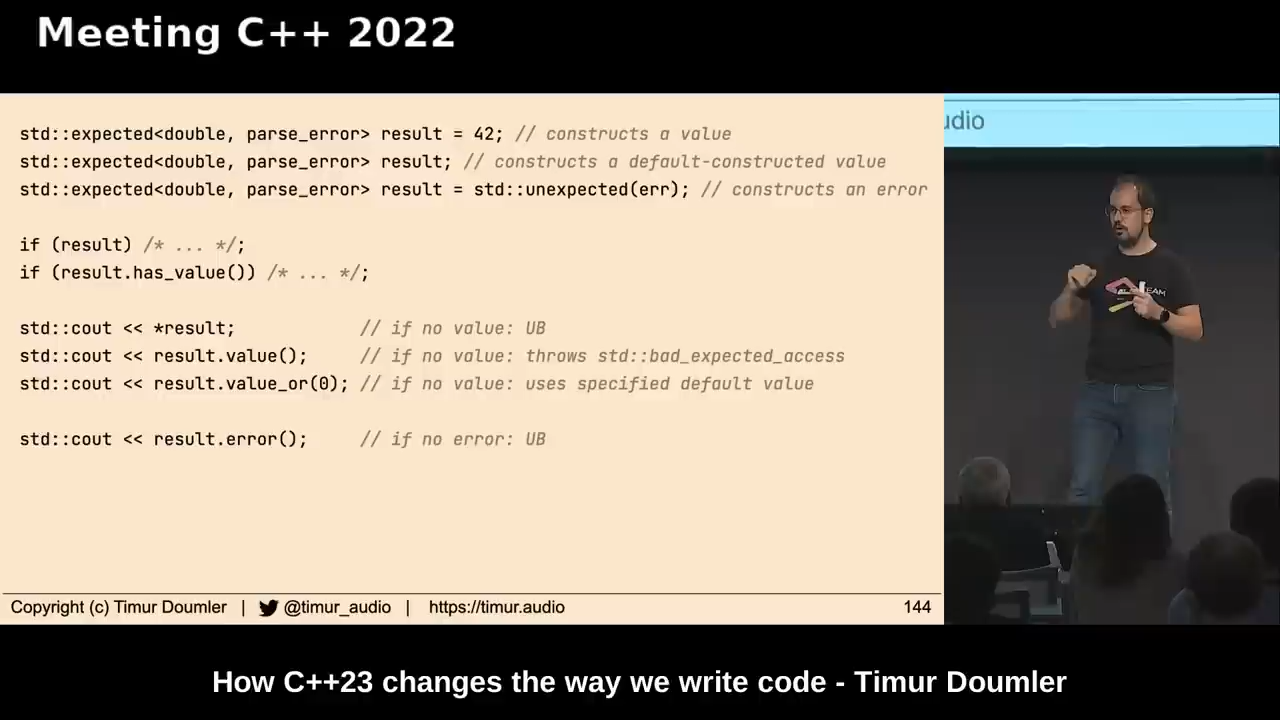 Meeting C++ 2022
std::expected<double, parse_error> result = 42; // constructs a value
std::expected<double, parse_error> result; // constructs a default-constructed value
std::expected<double, parse_error> result = std::unexpected(err); // constructs an error
if (result) /* ... */;
if (result.has_value()) /* ... */;
std::cout << *result; // if no value: UB
std::cout << result.value(); // if no value: throws std::bad_expected_access
std::cout << result.value_or(0); // if no value: uses specified default value
std::cout << result.error(); // if no error: UB
Copyright (c) Timur Doumler | @timur_audio | https://timur.audio 144
How C++23 changes the way we write code - Timur Doumler